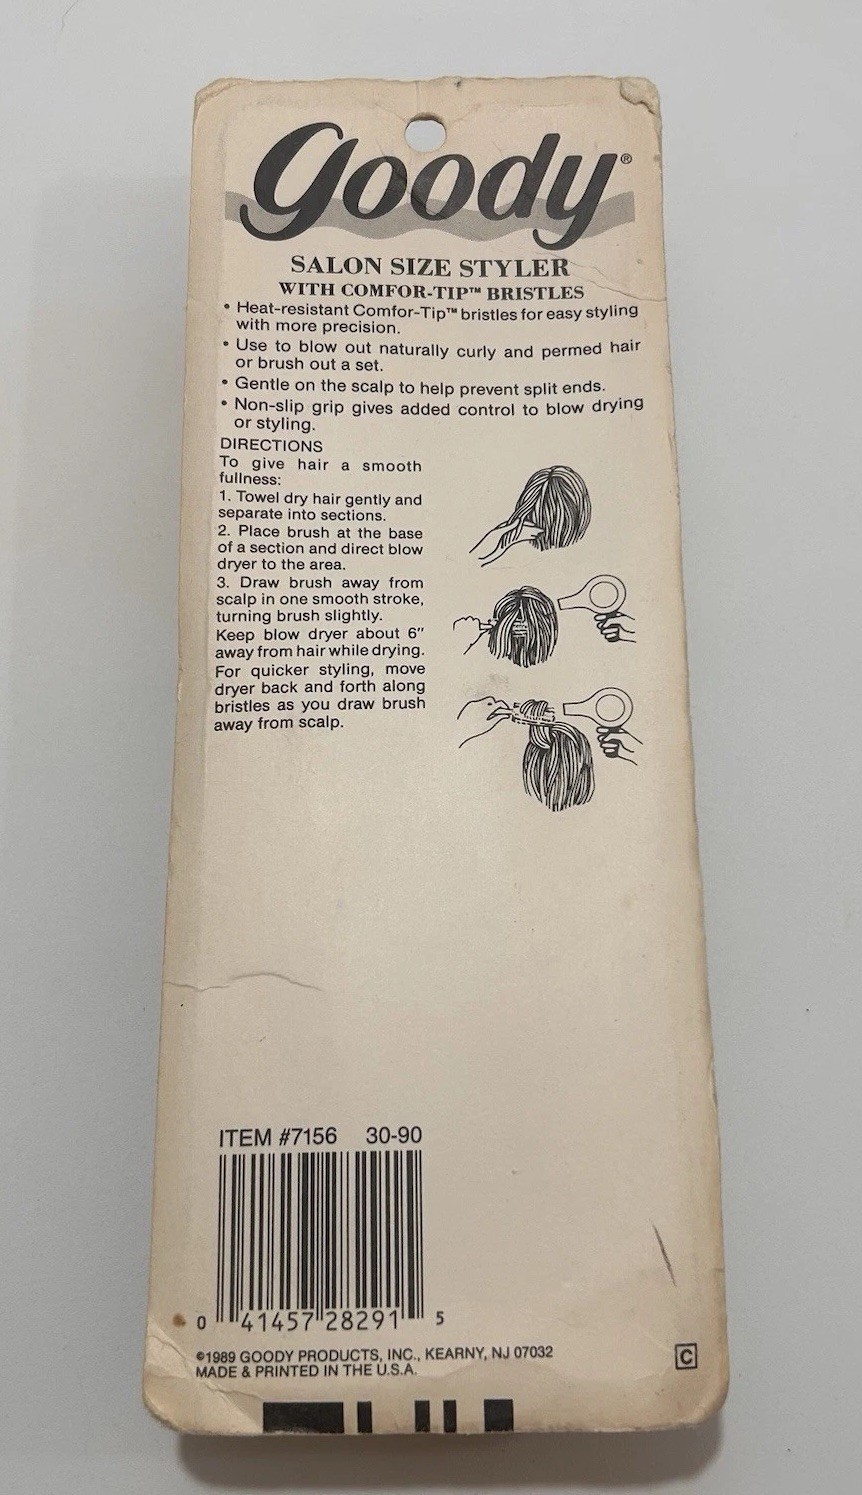 goody®
SALON SIZE STYLER
WITH COMFOR-TIP™ BRISTLES
• Heat-resistant Comfor-Tip™ bristles for easy styling
with more precision.
• Use to blow out naturally curly and permed hair
or brush out a set.
• Gentle on the scalp to help prevent split ends.
• Non-slip grip gives added control to blow drying
or styling.
DIRECTIONS
To give hair a smooth
fullness:
1. Towel dry hair gently and
separate into sections.
2. Place brush at the base
of a section and direct blow
dryer to the area.
3. Draw brush away from
scalp in one smooth stroke,
turning brush slightly.
Keep blow dryer about 6″
away from hair while drying.
For quicker styling, move
dryer back and forth along
bristles as you draw brush
away from scalp.
ITEM #7156 30-90
0 41457 28291 5
©1989 GOODY PRODUCTS, INC., KEARNY, NJ 07032
MADE & PRINTED IN THE U.S.A.
C